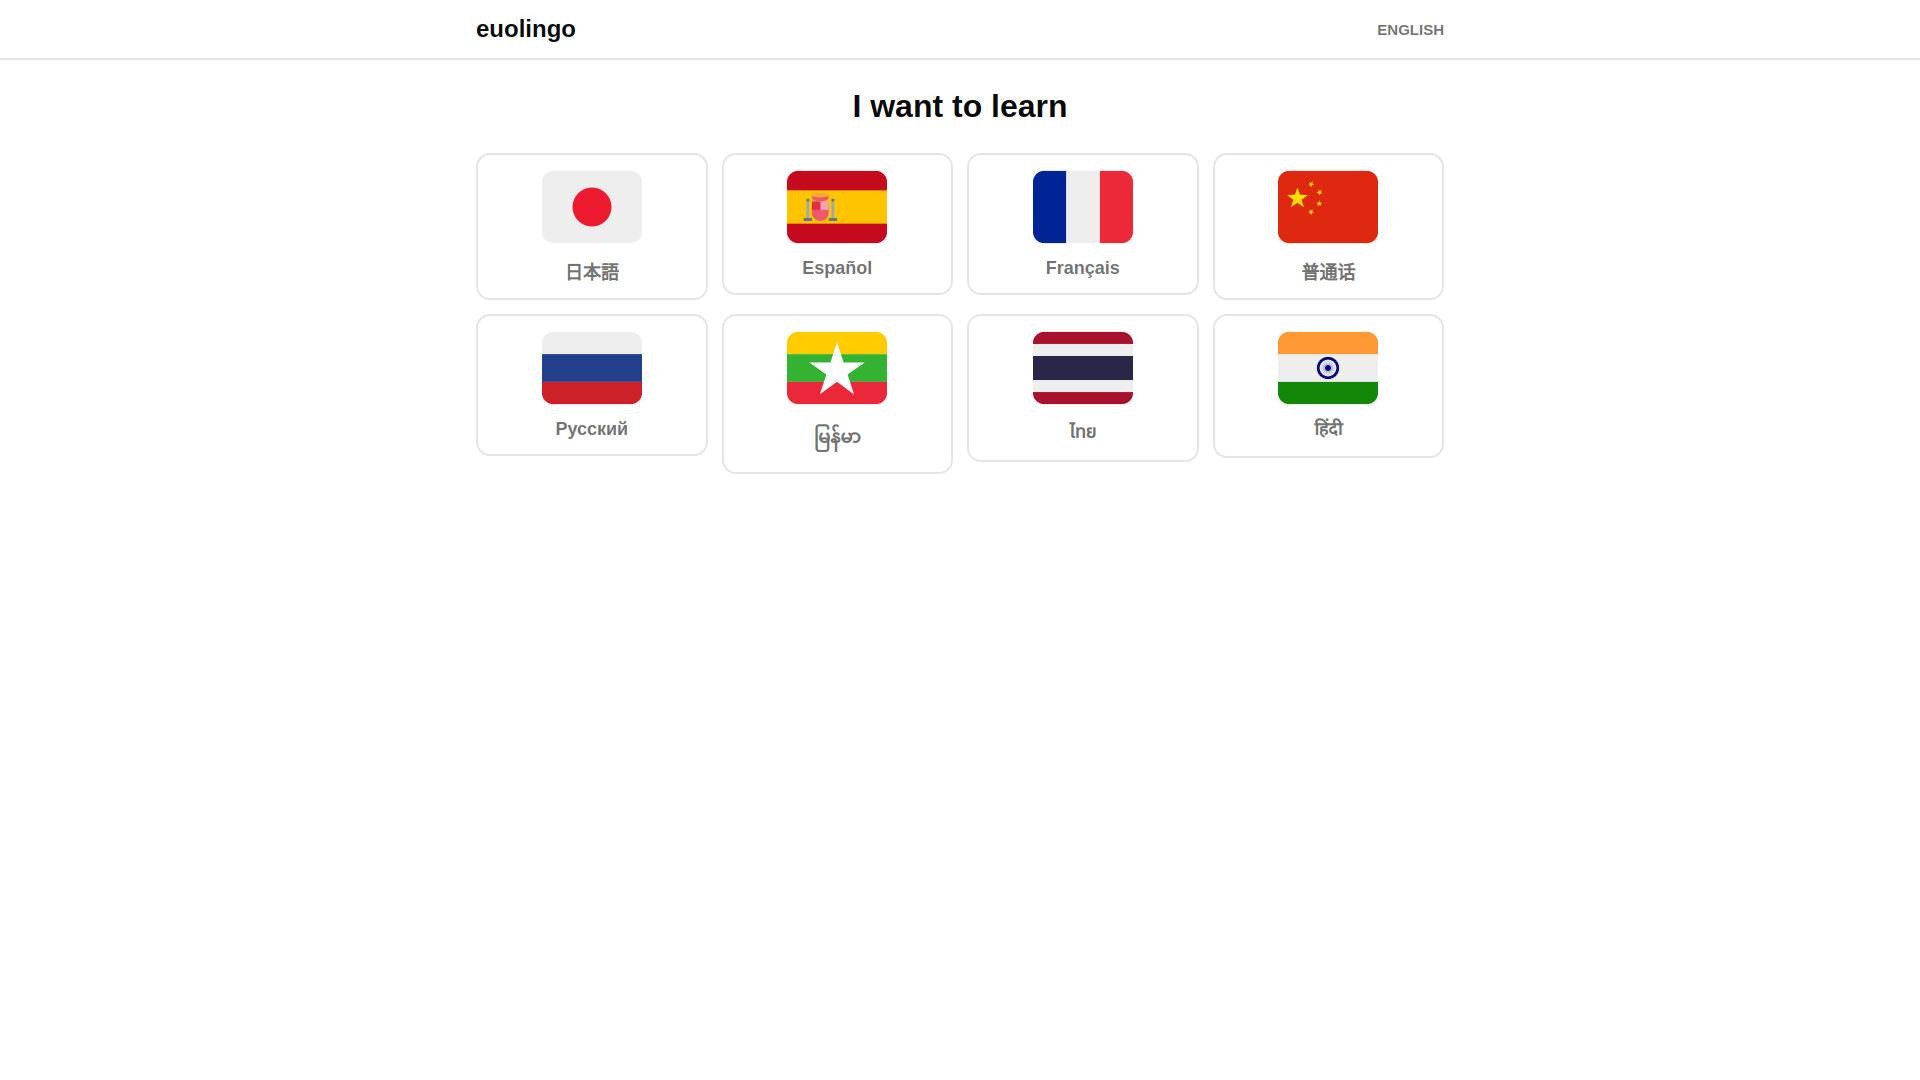 euolingo
ENGLISH
I want to learn
日本語
Español
Français
普通话
Русский
မြန်မာ
ไทย
हिंदी